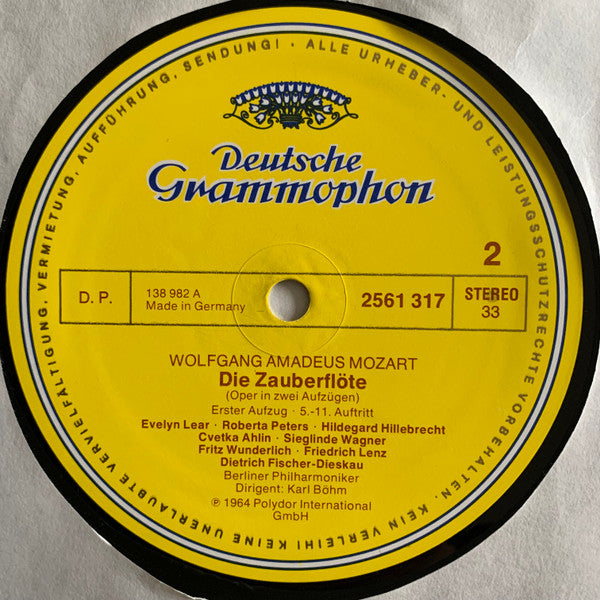 ALLE URHEBER- UND LEISTUNGSSCHUTZRECHTE VORBEHALTEN. KEIN VERLEIH! KEINE UNERLAUBTE VERVIELFÄLTIGUNG, VERMIETUNG, AUFFÜHRUNG, SENDUNG! ·
Deutsche
Grammophon
2
D. P.
138 982 A
Made in Germany
2561 317
STEREO
33
WOLFGANG AMADEUS MOZART
Die Zauberflöte
(Oper in zwei Aufzügen)
Erster Aufzug · 5.-11. Auftritt
Evelyn Lear · Roberta Peters · Hildegard Hillebrecht
Cvetka Ahlin · Sieglinde Wagner
Fritz Wunderlich · Friedrich Lenz
Dietrich Fischer-Dieskau
Berliner Philharmoniker
Dirigent: Karl Böhm
℗ 1964 Polydor International
GmbH